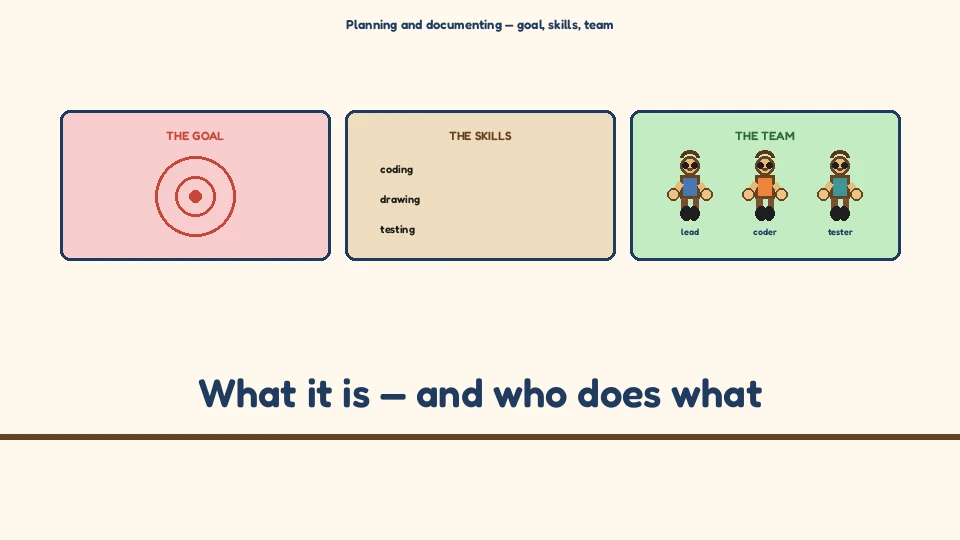 Planning and documenting — goal, skills, team
THE GOAL
THE SKILLS
coding
drawing
testing
THE TEAM
lead
coder
tester
What it is — and who does what